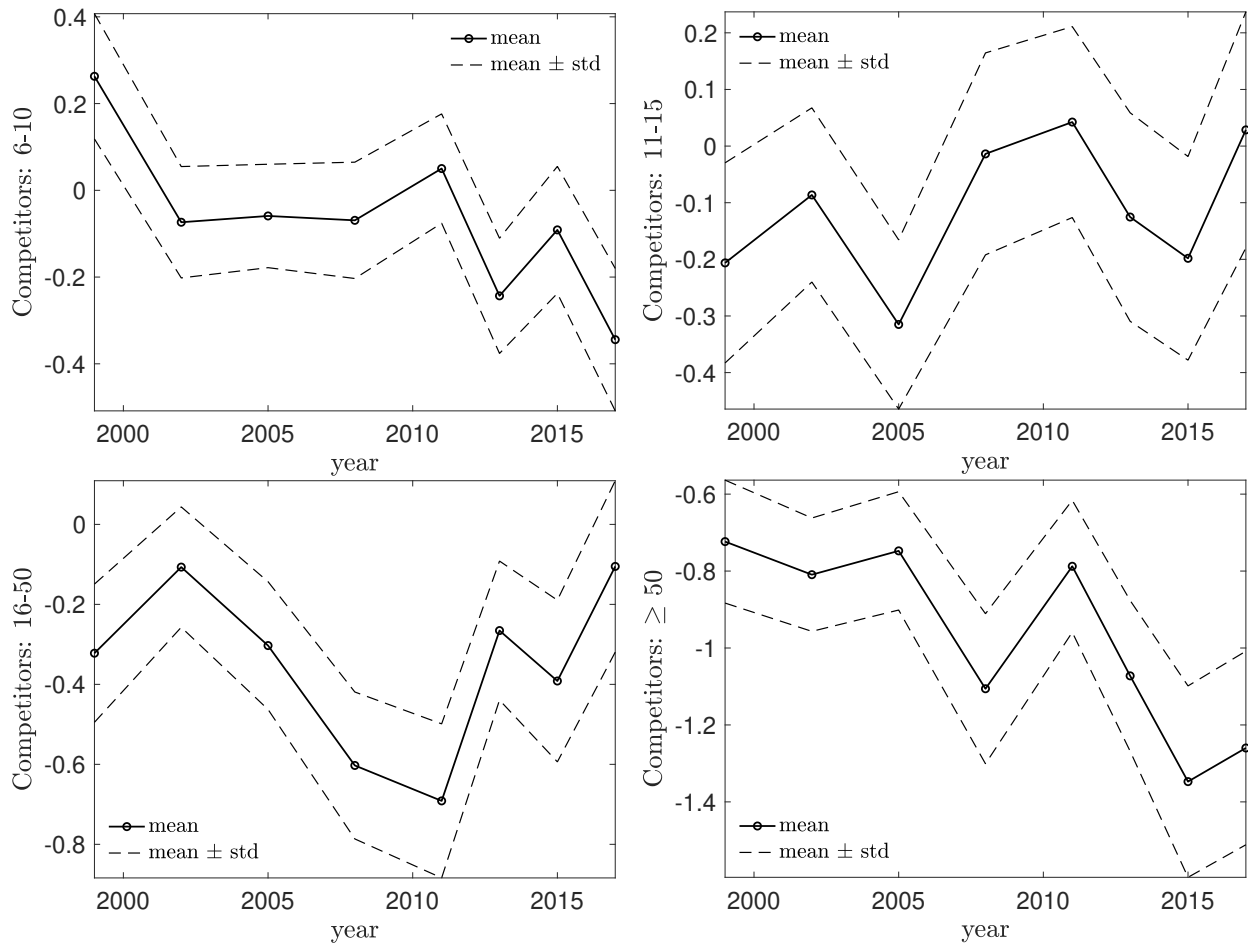 Competitors: 6-10
0.4
0.2
0
-0.2
-0.4
mean
mean ± std
2000 2005 2010 2015
year
Competitors: 11-15
0.2
0.1
0
-0.1
-0.2
-0.3
-0.4
mean
mean ± std
2000 2005 2010 2015
year
Competitors: 16-50
0
-0.2
-0.4
-0.6
-0.8
mean
mean ± std
2000 2005 2010 2015
year
Competitors: ≥ 50
-0.6
-0.8
-1
-1.2
-1.4
mean
mean ± std
2000 2005 2010 2015
year